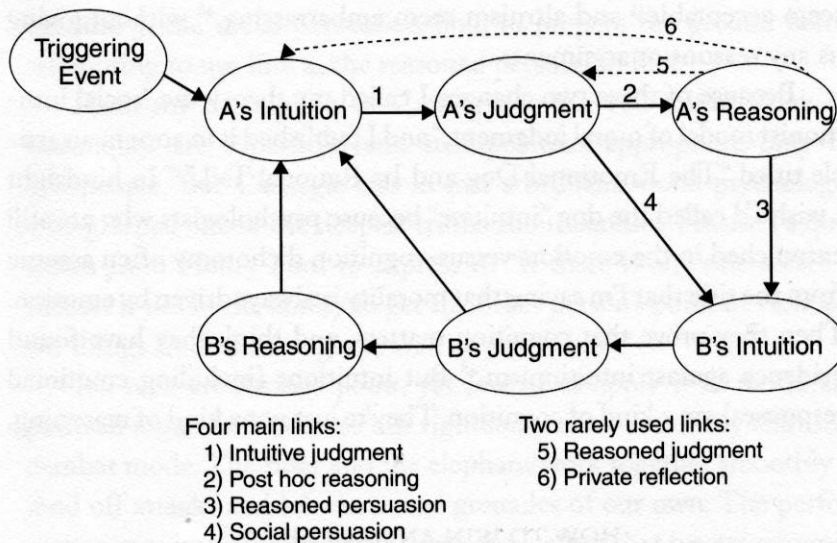 Triggering
Event
6
5
A's Intuition
1
A's Judgment
2
A's Reasoning
4
3
B's Reasoning
B's Judgment
B's Intuition
Four main links:
1) Intuitive judgment
2) Post hoc reasoning
3) Reasoned persuasion
4) Social persuasion
Two rarely used links:
5) Reasoned judgment
6) Private reflection